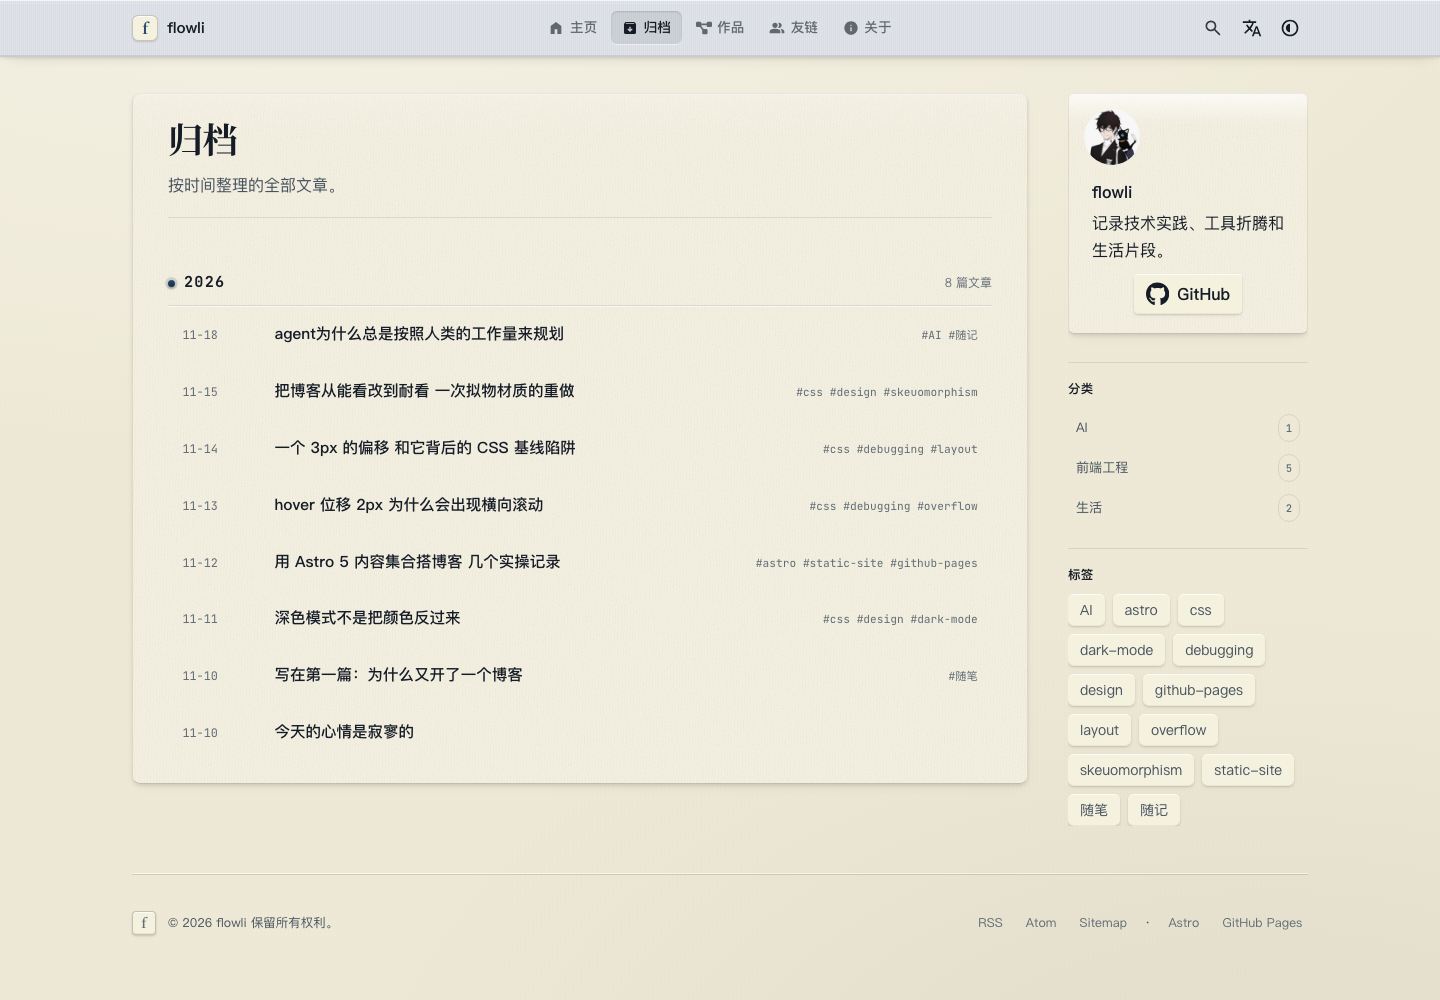 f flowli 主页 归档 作品 友链 关于
归档
按时间整理的全部文章。
2026 8 篇文章
11-18 agent为什么总是按照人类的工作量来规划 #AI #随记
11-15 把博客从能看改到耐看 一次拟物材质的重做 #css #design #skeuomorphism
11-14 一个 3px 的偏移 和它背后的 CSS 基线陷阱 #css #debugging #layout
11-13 hover 位移 2px 为什么会出现横向滚动 #css #debugging #overflow
11-12 用 Astro 5 内容集合搭博客 几个实操记录 #astro #static-site #github-pages
11-11 深色模式不是把颜色反过来 #css #design #dark-mode
11-10 写在第一篇：为什么又开了一个博客 #随笔
11-10 今天的心情是寂寥的
flowli
记录技术实践、工具折腾和
生活片段。
GitHub
分类
AI 1
前端工程 5
生活 2
标签
AI astro css
dark-mode debugging
design github-pages
layout overflow
skeuomorphism static-site
随笔 随记
f © 2026 flowli 保留所有权利。 RSS Atom Sitemap · Astro GitHub Pages